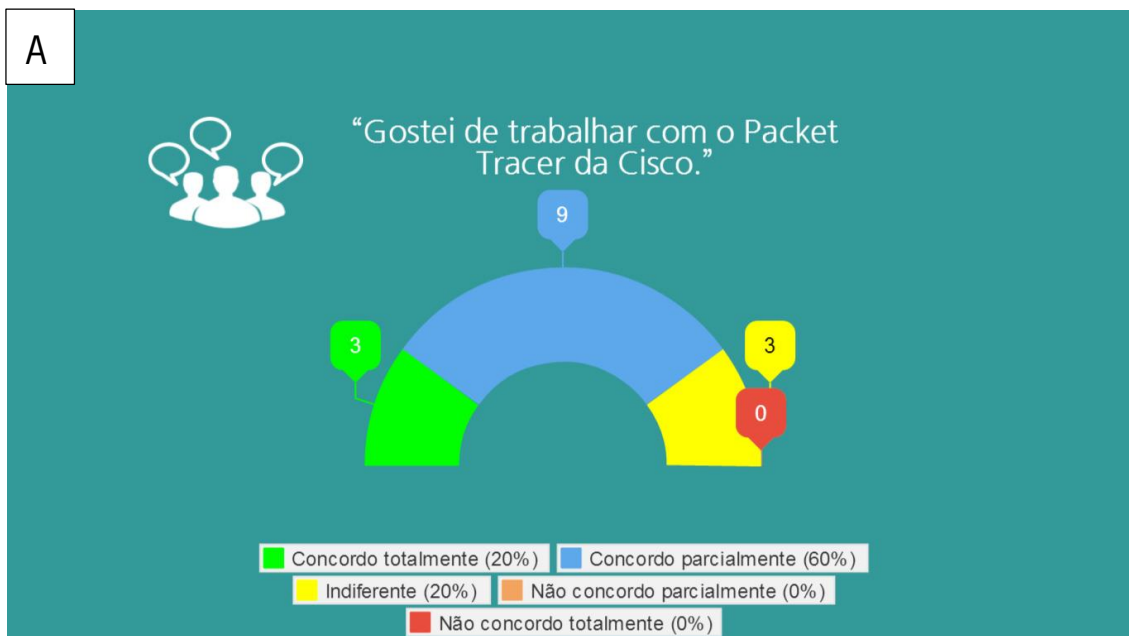 A
“Gostei de trabalhar com o Packet
Tracer da Cisco.”
9
3
3
0
Concordo totalmente (20%) Concordo parcialmente (60%)
Indiferente (20%) Não concordo parcialmente (0%)
Não concordo totalmente (0%)